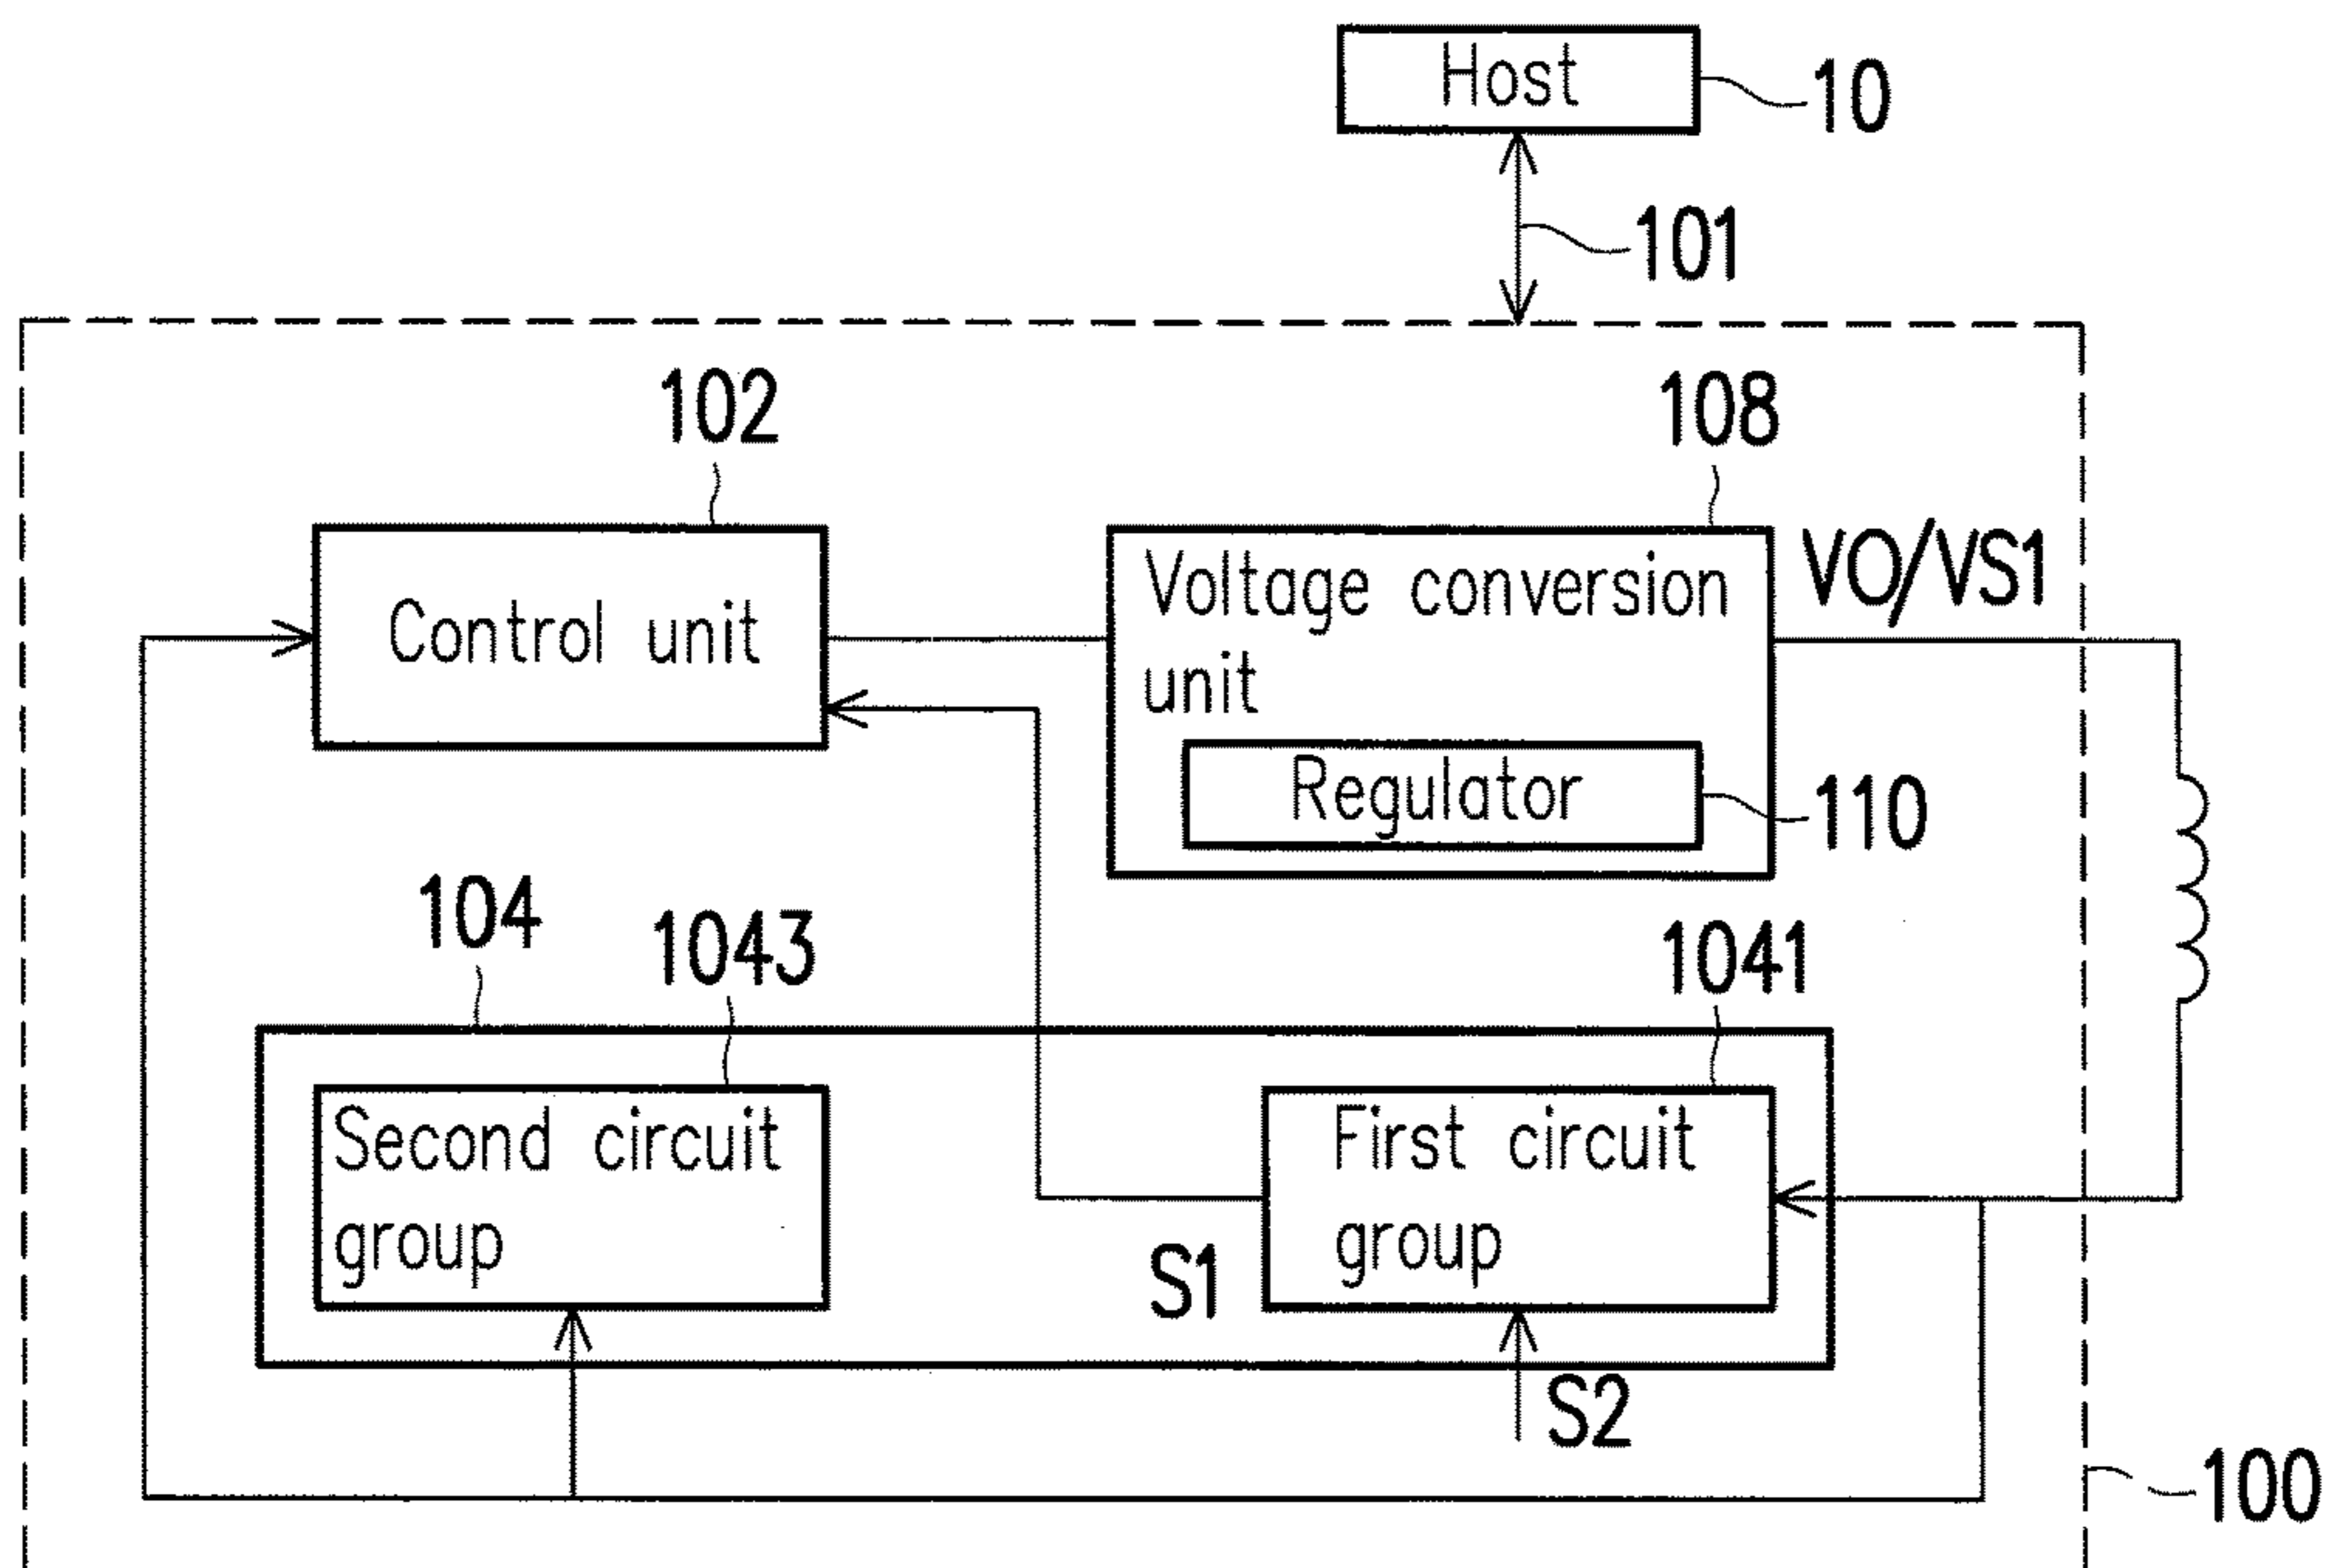 Host
10
101
102
108
Control unit
Voltage conversion
unit
VO/VS1
Regulator
110
104
1043
1041
Second circuit
group
First circuit
group
S1
S2
100